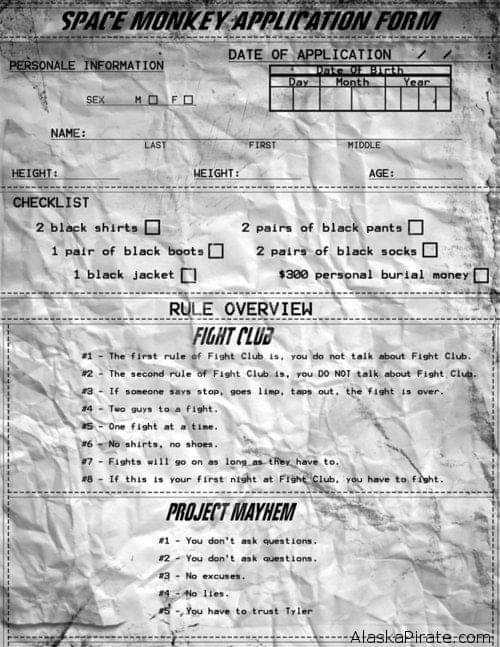 SPACE MONKEY APPLICATION FORM
DATE OF APPLICATION / /
PERSONALE INFORMATION
Date Of Birth
Day Month Year
SEX M F
NAME:
LAST FIRST MIDDLE
HEIGHT: WEIGHT: AGE:
CHECKLIST
2 black shirts 2 pairs of black pants
1 pair of black boots 2 pairs of black socks
1 black jacket $300 personal burial money
RULE OVERVIEW
FIGHT CLUB
#1 - The first rule of Fight Club is, you do not talk about Fight Club.
#2 - The second rule of Fight Club is, you DO NOT talk about Fight Club.
#3 - If someone says stop, goes limp, taps out, the fight is over.
#4 - Two guys to a fight.
#5 - One fight at a time.
#6 - No shirts, no shoes.
#7 - Fights will go on as long as they have to.
#8 - If this is your first night at Fight Club, you have to fight.
PROJECT MAYHEM
#1 - You don't ask questions.
#2 - You don't ask questions.
#3 - No excuses.
#4 - No lies.
#5 - You have to trust Tyler
AlaskaPirate.com